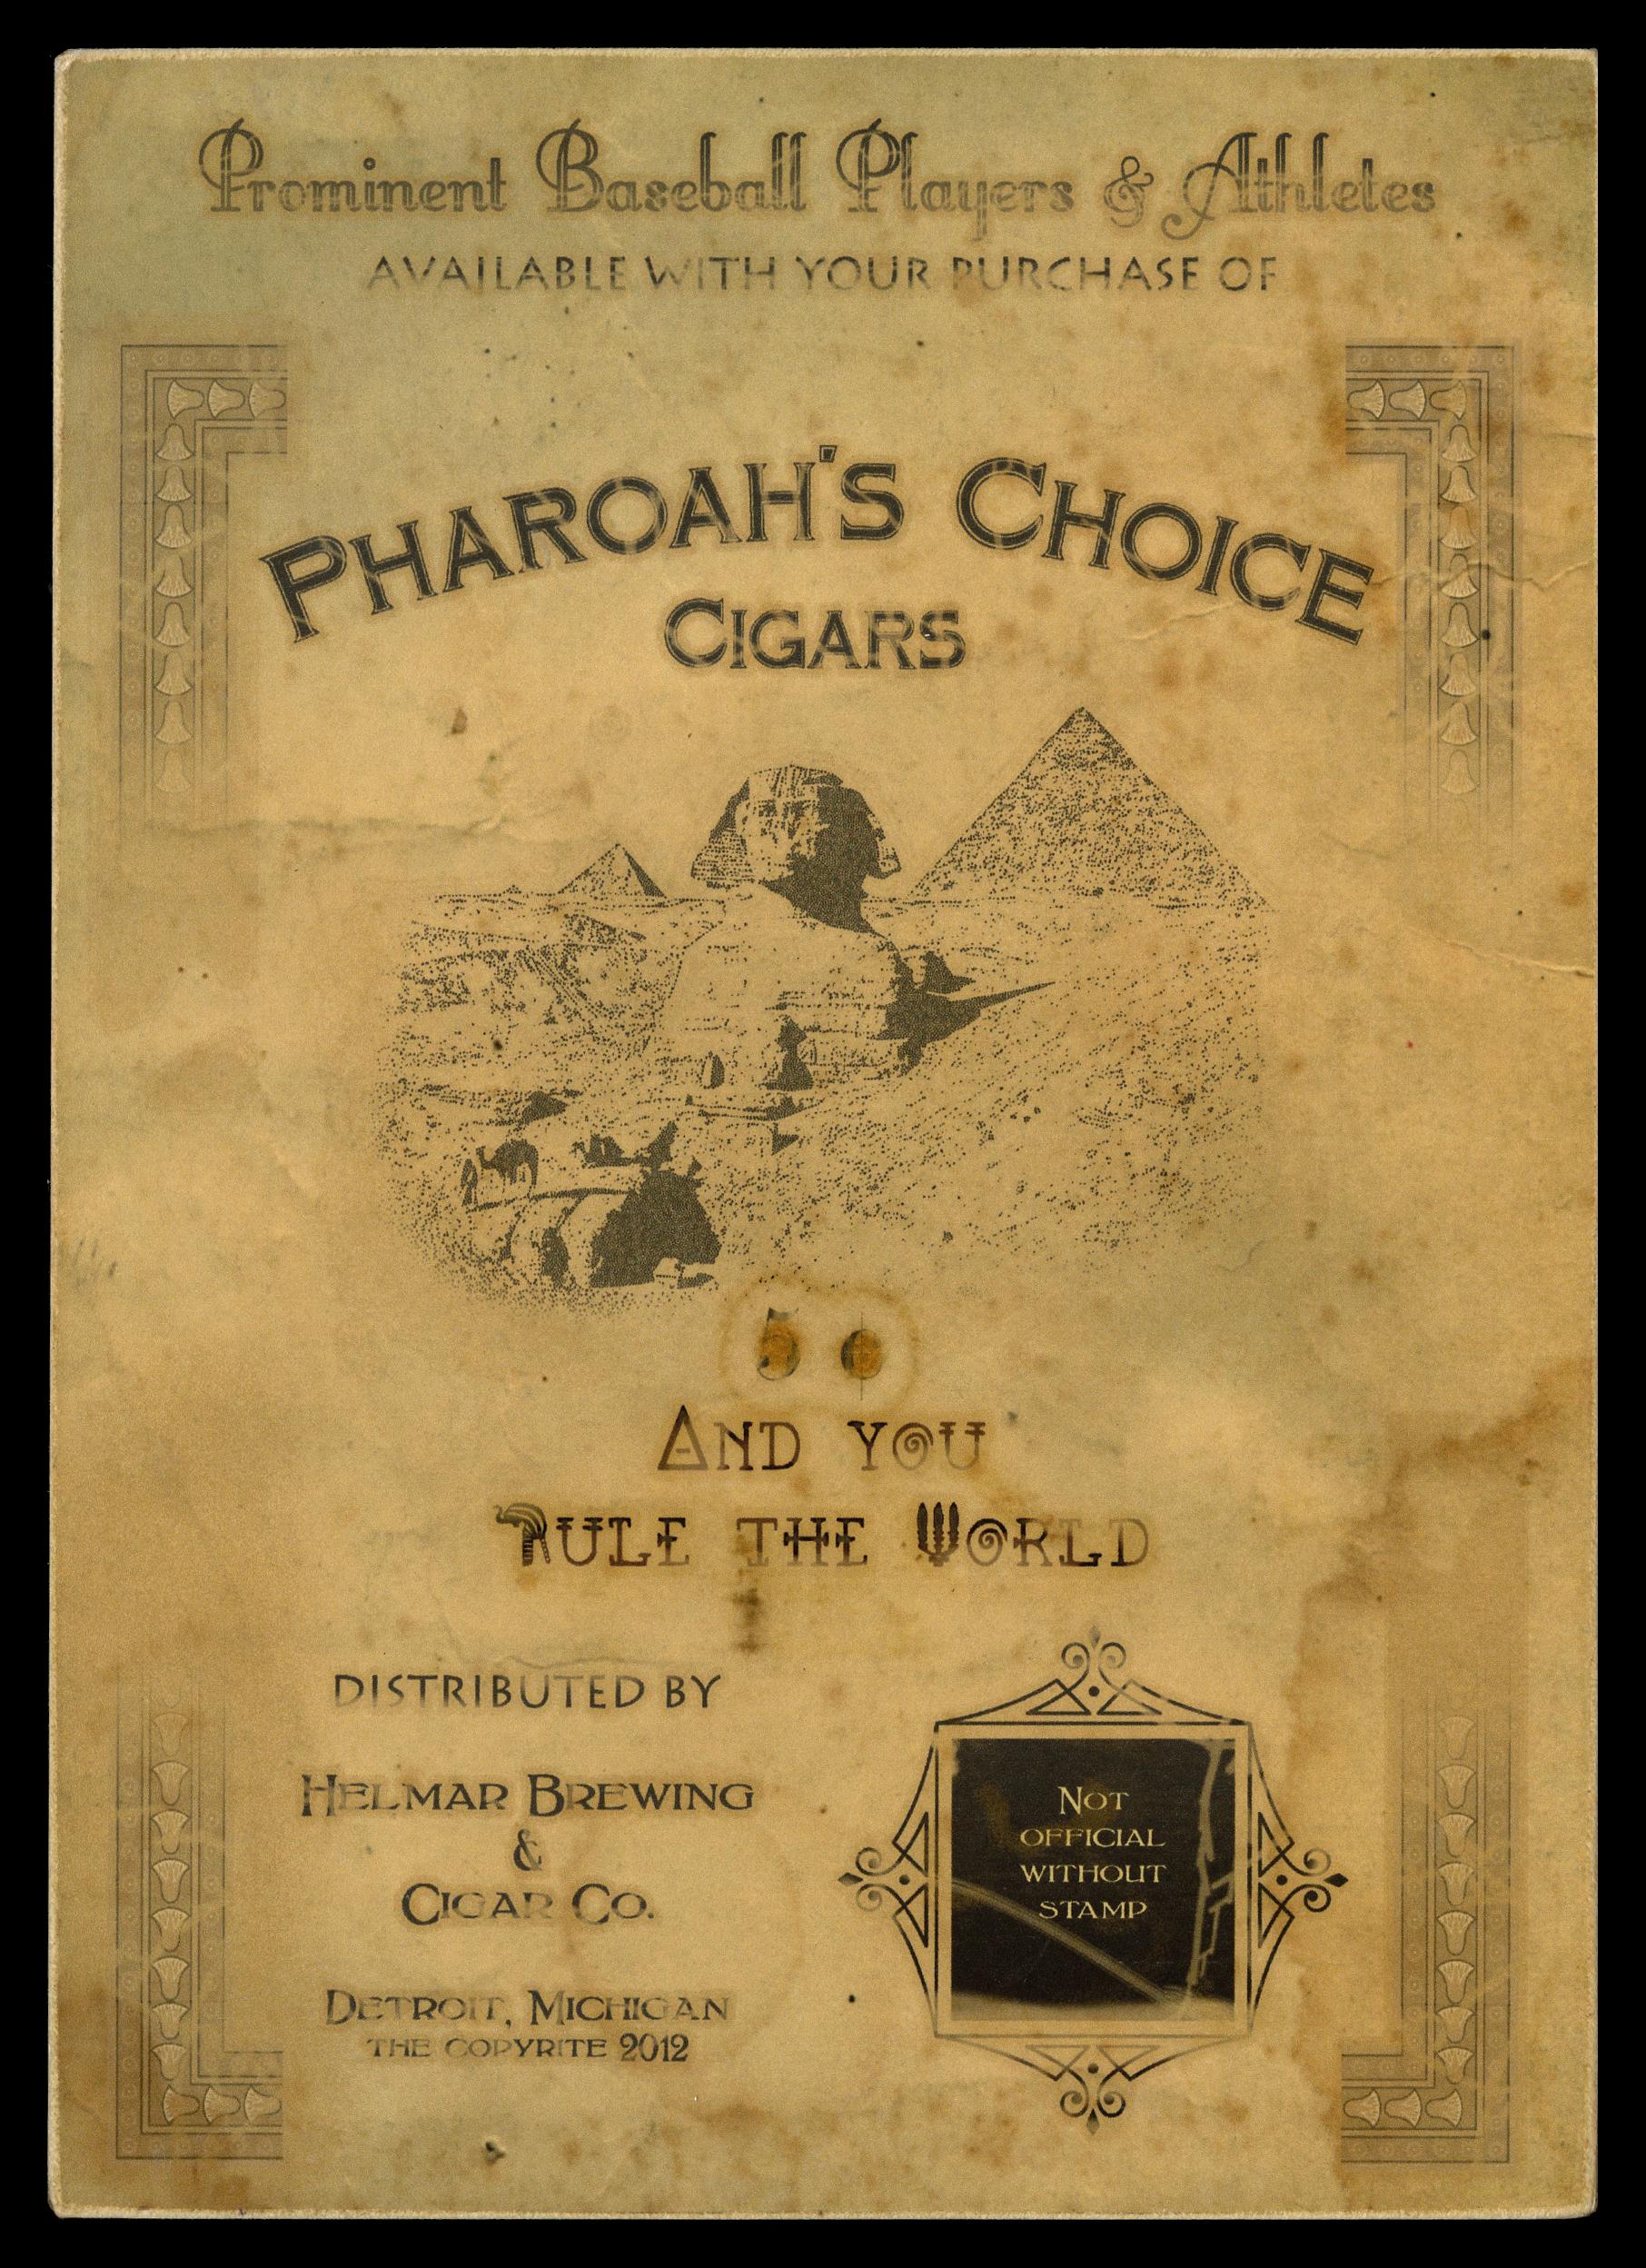 Prominent Baseball Players & Athletes
AVAILABLE WITH YOUR PURCHASE OF
PHAROAH'S CHOICE
CIGARS
5 ¢
AND YOU
RULE THE WORLD
DISTRIBUTED BY
HELMAR BREWING
&
CIGAR CO.
DETROIT, MICHIGAN
THE COPYRITE 2012
NOT
OFFICIAL
WITHOUT
STAMP